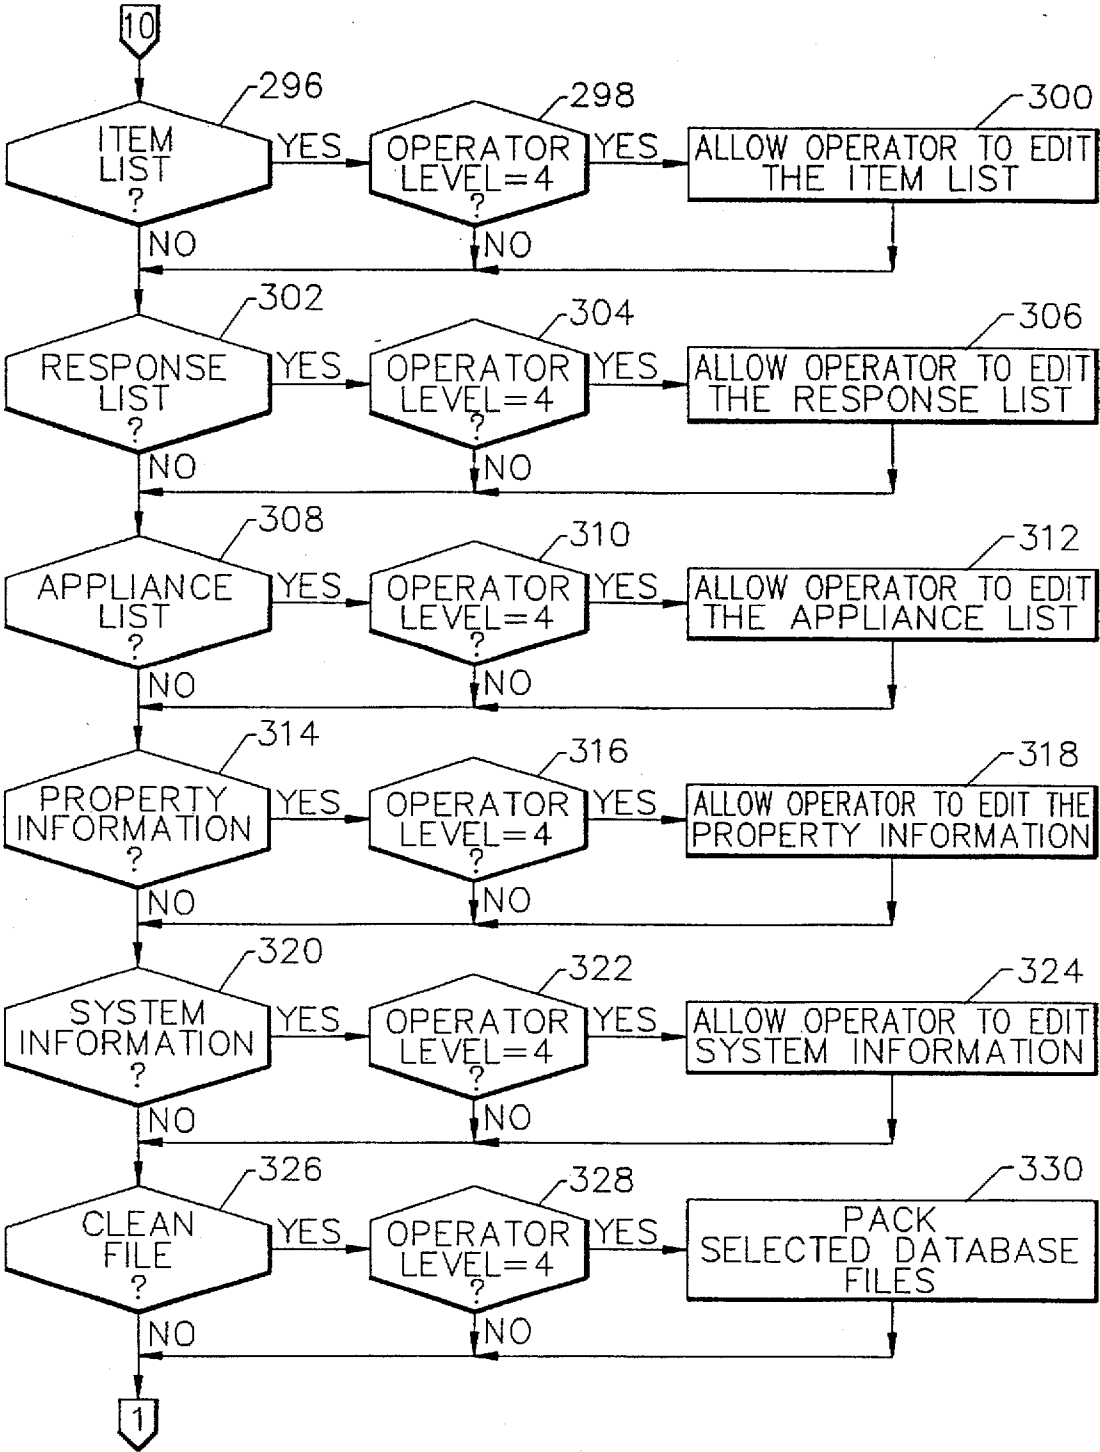 10
296
298
300
ITEM
LIST
?
YES
OPERATOR
LEVEL=4
?
YES
ALLOW OPERATOR TO EDIT
THE ITEM LIST
NO
NO
302
304
306
RESPONSE
LIST
?
YES
OPERATOR
LEVEL=4
?
YES
ALLOW OPERATOR TO EDIT
THE RESPONSE LIST
NO
NO
308
310
312
APPLIANCE
LIST
?
YES
OPERATOR
LEVEL=4
?
YES
ALLOW OPERATOR TO EDIT
THE APPLIANCE LIST
NO
NO
314
316
318
PROPERTY
INFORMATION
?
YES
OPERATOR
LEVEL=4
?
YES
ALLOW OPERATOR TO EDIT THE
PROPERTY INFORMATION
NO
NO
320
322
324
SYSTEM
INFORMATION
?
YES
OPERATOR
LEVEL=4
?
YES
ALLOW OPERATOR TO EDIT
SYSTEM INFORMATION
NO
NO
326
328
330
CLEAN
FILE
?
YES
OPERATOR
LEVEL=4
?
YES
PACK
SELECTED DATABASE
FILES
NO
NO
1